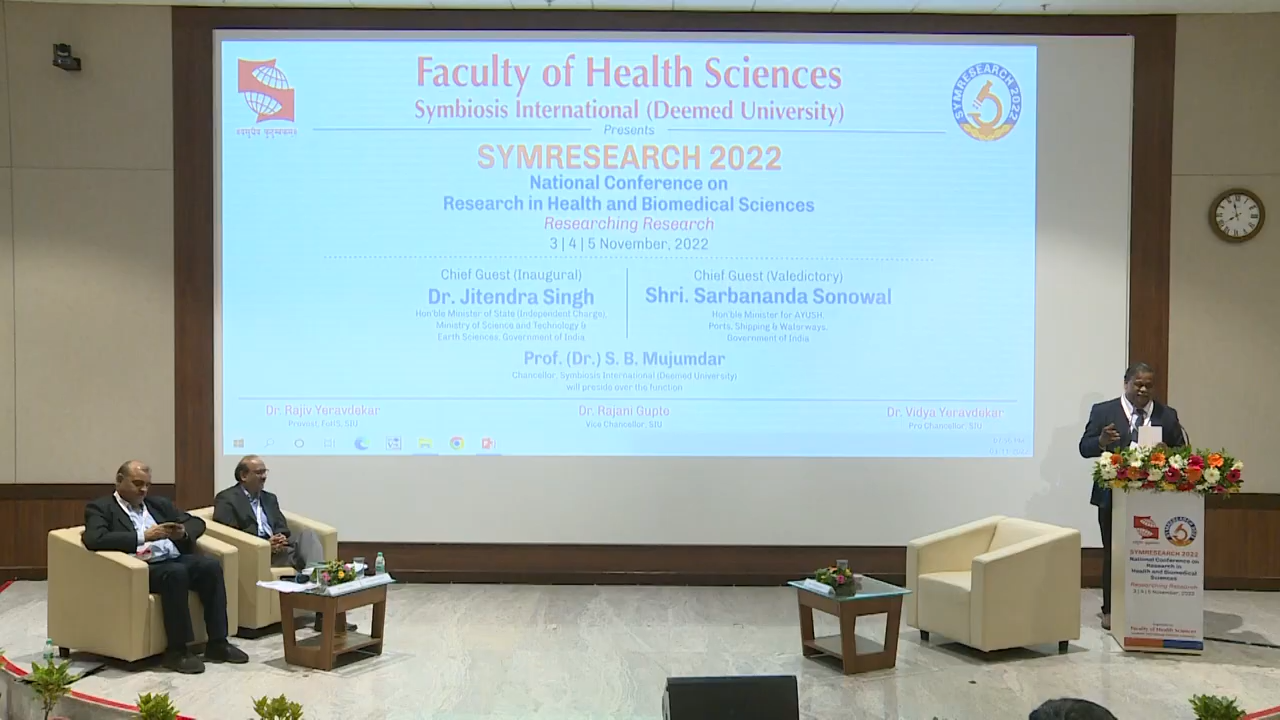 Faculty of Health Sciences
Symbiosis International (Deemed University)
Presents
SYMRESEARCH 2022
National Conference on
Research in Health and Biomedical Sciences
Researching Research
3 | 4 | 5 November, 2022
Chief Guest (Inaugural)
Dr. Jitendra Singh
Hon'ble Minister of State (Independent Charge),
Ministry of Science and Technology &
Earth Sciences, Government of India
Chief Guest (Valedictory)
Shri. Sarbananda Sonowal
Hon'ble Minister for AYUSH,
Ports, Shipping & Waterways,
Government of India
Prof. (Dr.) S. B. Mujumdar
Chancellor, Symbiosis International (Deemed University)
will preside over the function
Dr. Rajiv Yeravdekar
Provost, FoHS, SIU
Dr. Rajani Gupte
Vice Chancellor, SIU
Dr. Vidya Yeravdekar
Pro Chancellor, SIU
SYMRESEARCH 2022
SYMRESEARCH 2022
National Conference on
Research in
Health and Biomedical
Sciences
Researching Research
3 | 4 | 5 November, 2022
Faculty of Health Sciences